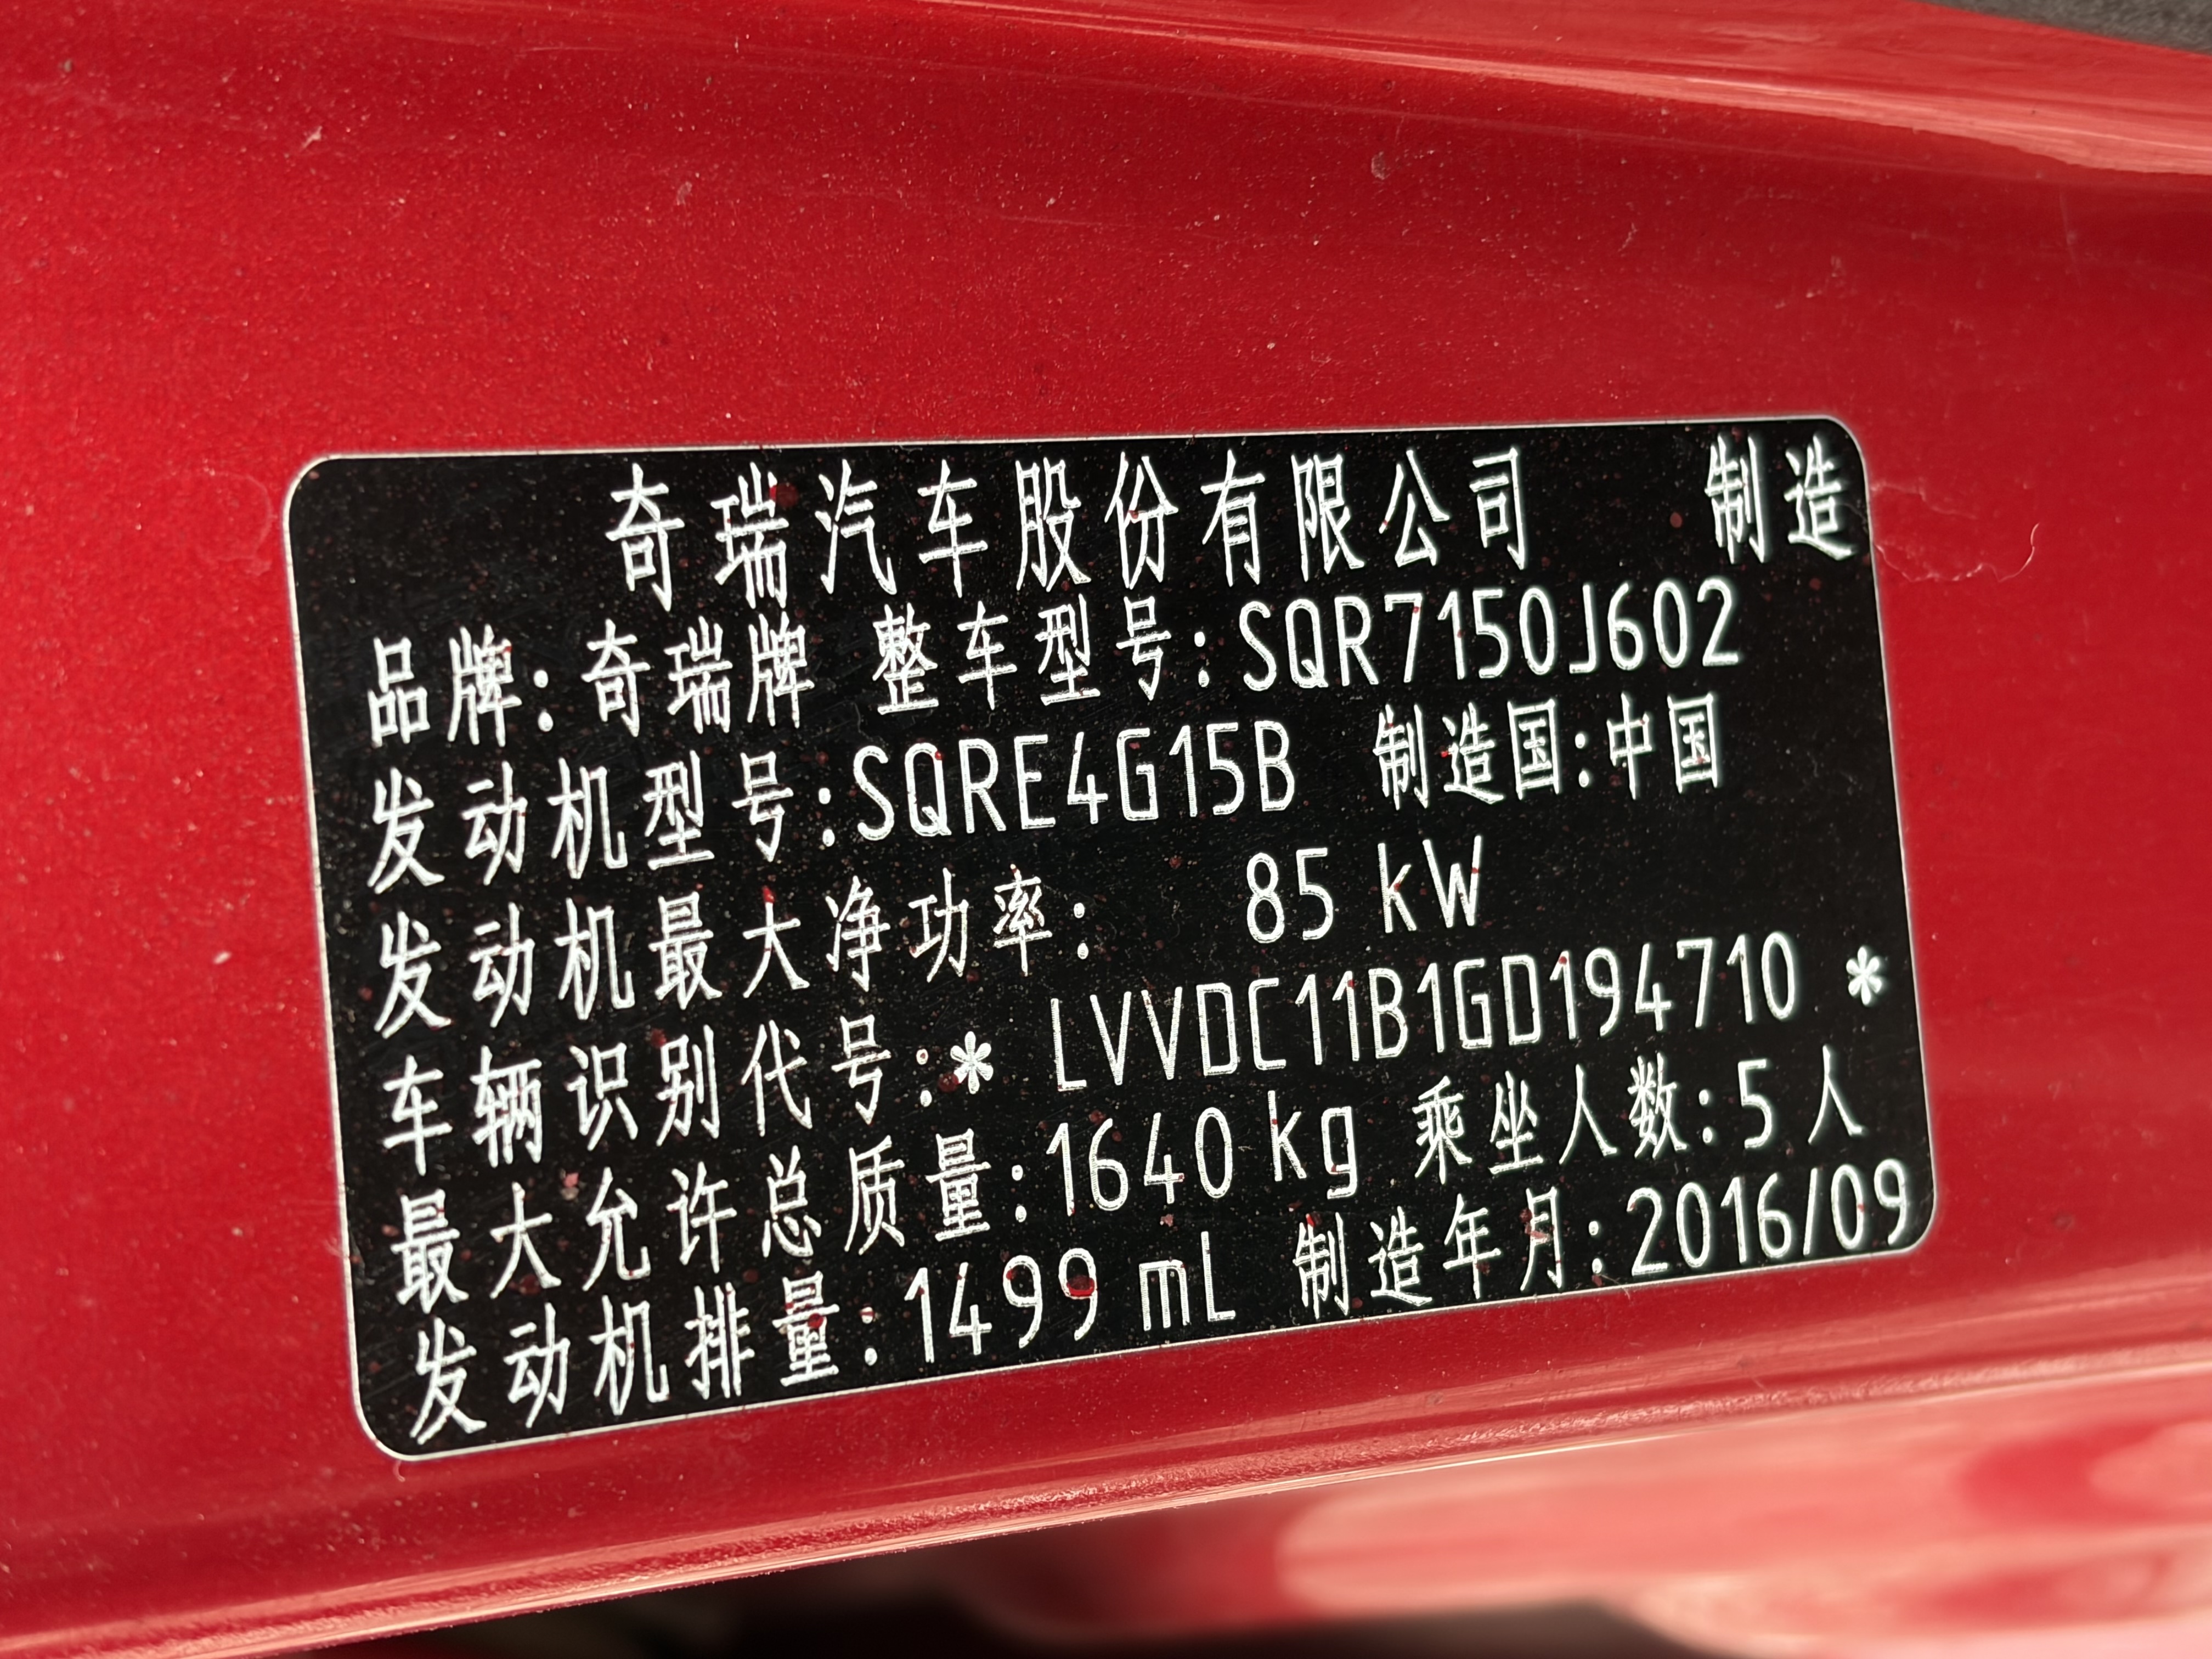 奇瑞汽车股份有限公司 制造
品牌:奇瑞牌 整车型号:SQR7150J602
发动机型号:SQRE4G15B 制造国:中国
发动机最大净功率: 85 kW
车辆识别代号:* LVVDC11B1GD194710 *
最大允许总质量:1640 kg 乘坐人数:5 人
发动机排量:1499 mL 制造年月:2016/09